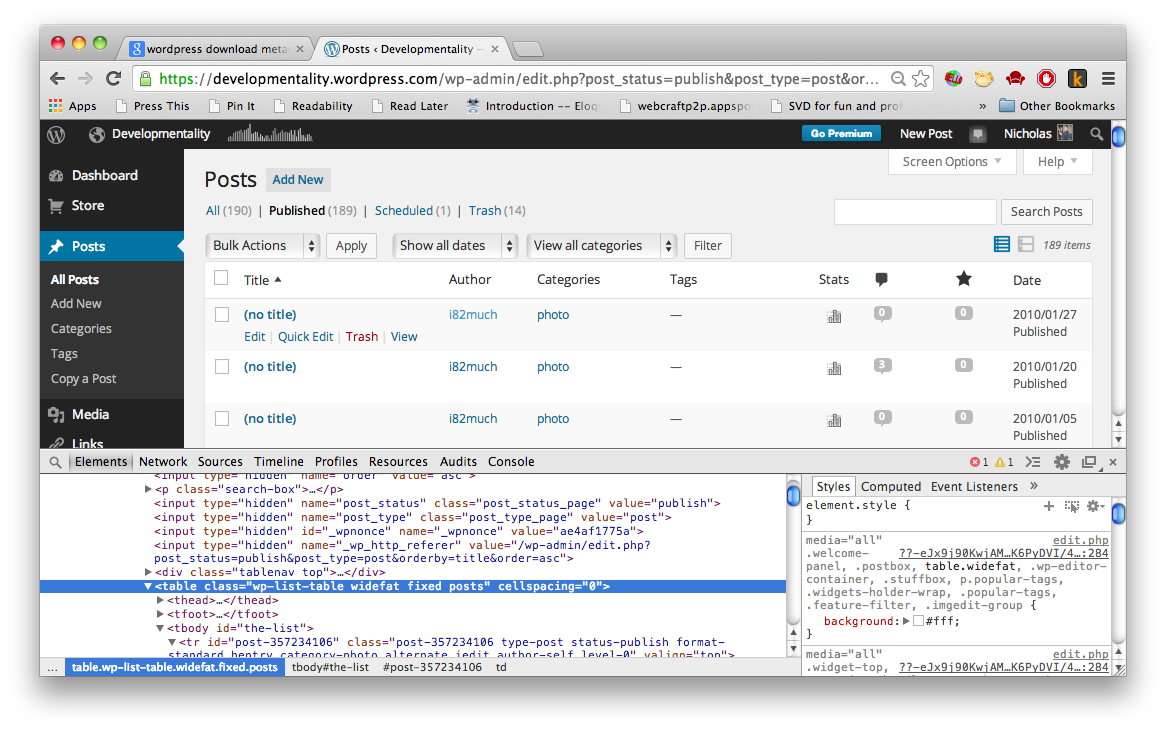 wordpress download meta
Posts ‹ Developmentality —
https://developmentality.wordpress.com/wp-admin/edit.php?post_status=publish&post_type=post&or...
Apps Press This Pin It Readability Read Later Introduction -- Eloq webcraftp2p.appspo SVD for fun and prof » Other Bookmarks
Developmentality Go Premium New Post Nicholas
Screen Options Help
Dashboard
Store
Posts
All Posts
Add New
Categories
Tags
Copy a Post
Media
Links
Posts Add New
All (190) | Published (189) | Scheduled (1) | Trash (14)
Search Posts
Bulk Actions Apply Show all dates View all categories Filter 189 items
Title Author Categories Tags Stats Date
(no title) i82much photo — 0 0 2010/01/27
Published
Edit | Quick Edit | Trash | View
(no title) i82much photo — 3 0 2010/01/20
Published
(no title) i82much photo — 0 0 2010/01/05
Published
Elements Network Sources Timeline Profiles Resources Audits Console 1 1
<input type="hidden" name="order" value="asc">
<p class="search-box">…</p>
<input type="hidden" name="post_status" class="post_status_page" value="publish">
<input type="hidden" name="post_type" class="post_type_page" value="post">
<input type="hidden" id="_wpnonce" name="_wpnonce" value="ae4af1775a">
<input type="hidden" name="_wp_http_referer" value="/wp-admin/edit.php?
post_status=publish&post_type=post&orderby=title&order=asc">
<div class="tablenav top">…</div>
<table class="wp-list-table widefat fixed posts" cellspacing="0">
<thead>…</thead>
<tfoot>…</tfoot>
<tbody id="the-list">
<tr id="post-357234106" class="post-357234106 type-post status-publish format-
standard hentry category-photo alternate iedit author-self level-0" valign="top">
... table.wp-list-table.widefat.fixed.posts tbody#the-list #post-357234106 td
Styles Computed Event Listeners »
element.style {
}
media="all" edit.php
.welcome- ??-eJx9j90KwjAM…K6PyDVI/4…:284
panel, .postbox, table.widefat, .wp-editor-
container, .stuffbox, p.popular-tags,
.widgets-holder-wrap, .popular-tags,
.feature-filter, .imgedit-group {
background: #fff;
}
media="all" edit.php
.widget-top, ??-eJx9j90KwjAM…K6PyDVI/4…:284